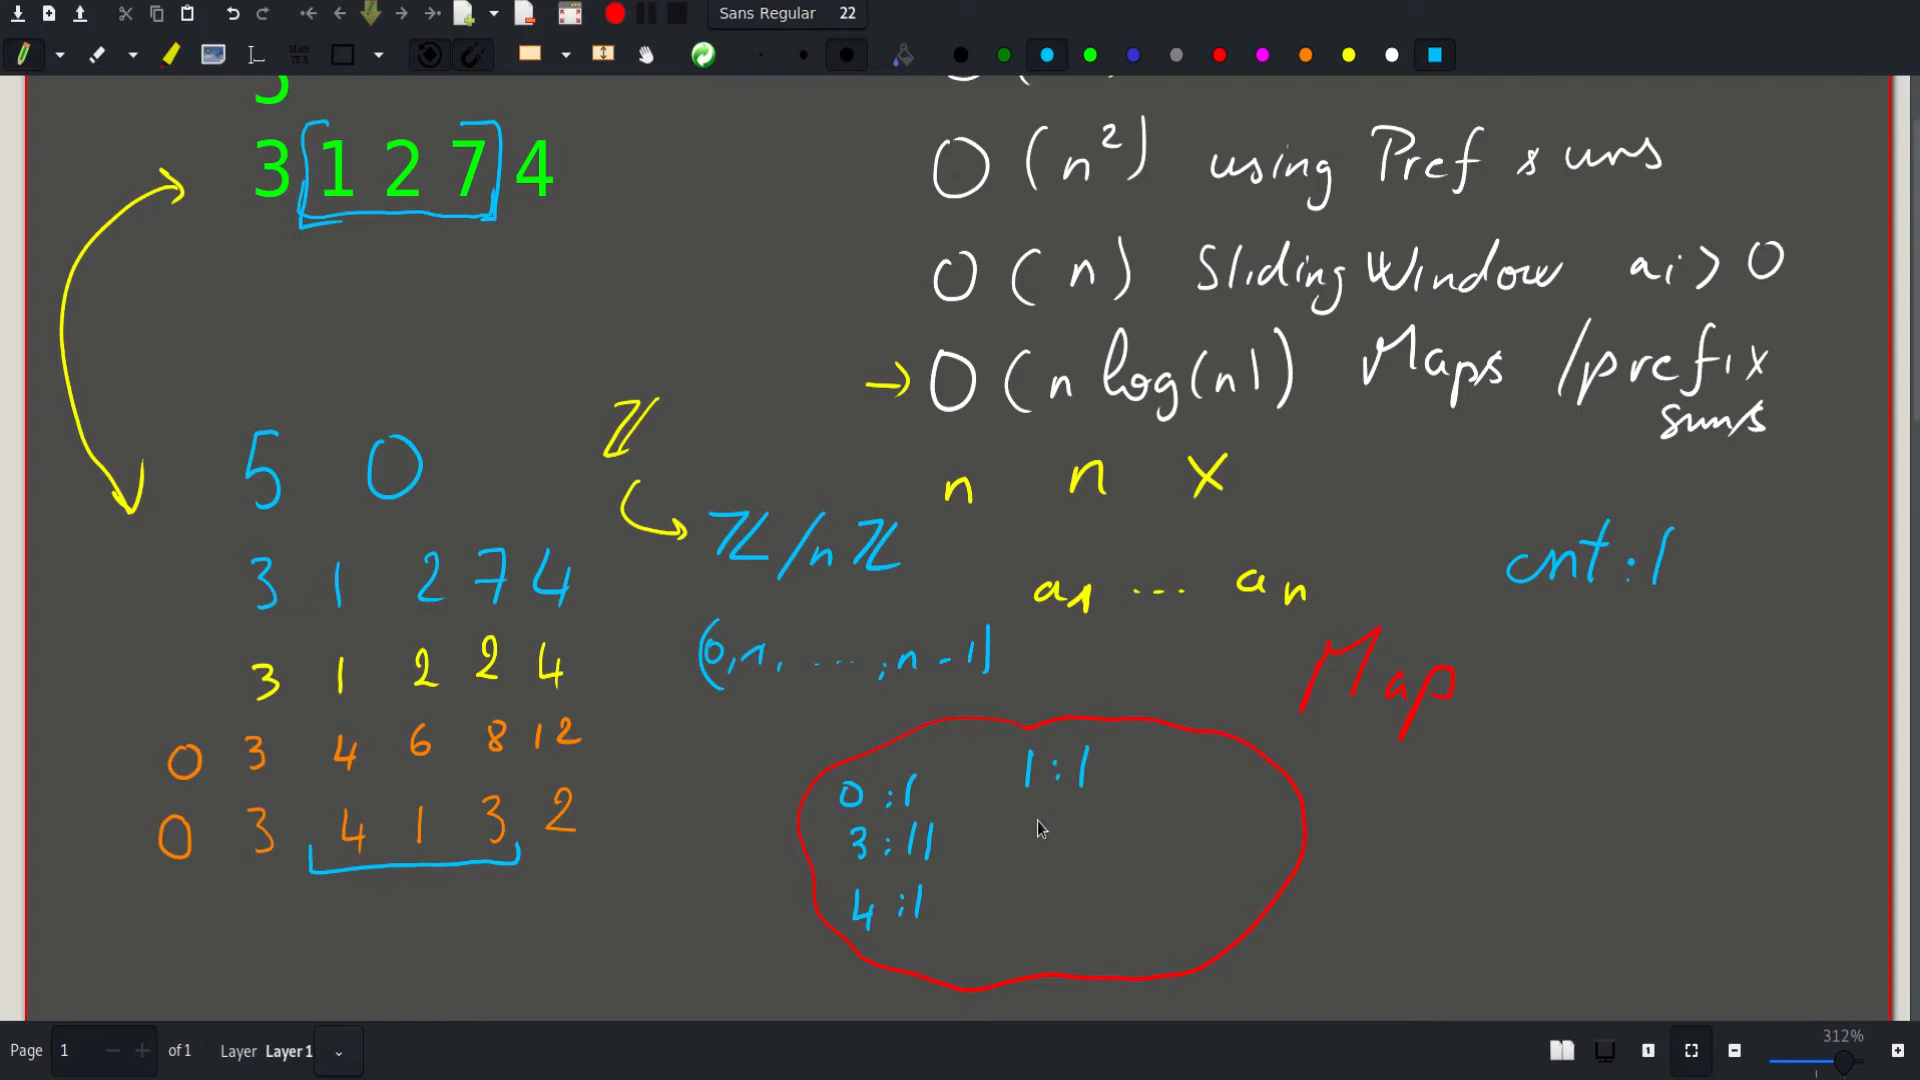 Sans Regular 22
3 1 2 7 4
O(n²) using Pref sums
O(n) Sliding Window ai > 0
→ O(n log(n)) Maps /prefix
sums
ℤ
5 0
n n x
ℤ/nℤ
cnt:1
3 1 2 7 4
a1 ... an
3 1 2 2 4
(0,1, ...., n-1)
Map
0 3 4 6 8 12
0 3 4 1 3 2
0:1 1:1
3:11
4:1
Page 1 of 1 Layer Layer 1
312%